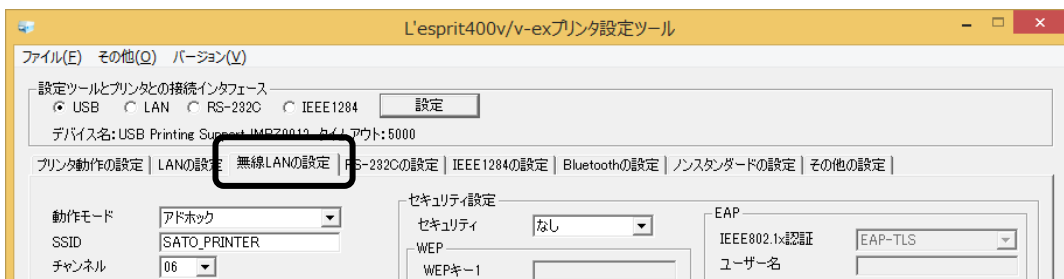 L'esprit400v/v-exプリンタ設定ツール
ファイル(F) その他(O) バージョン(V)
設定ツールとプリンタとの接続インタフェース
USB LAN RS-232C IEEE1284 設定
デバイス名:USB Printing Support タイムアウト:5000
プリンタ動作の設定 LANの設定 無線LANの設定 RS-232Cの設定 IEEE1284の設定 Bluetoothの設定 ノンスタンダードの設定 その他の設定
動作モード アドホック
SSID SATO_PRINTER
チャンネル 06
セキュリティ設定
セキュリティ なし
WEP
WEPキー1
EAP
IEEE802.1x認証 EAP-TLS
ユーザー名